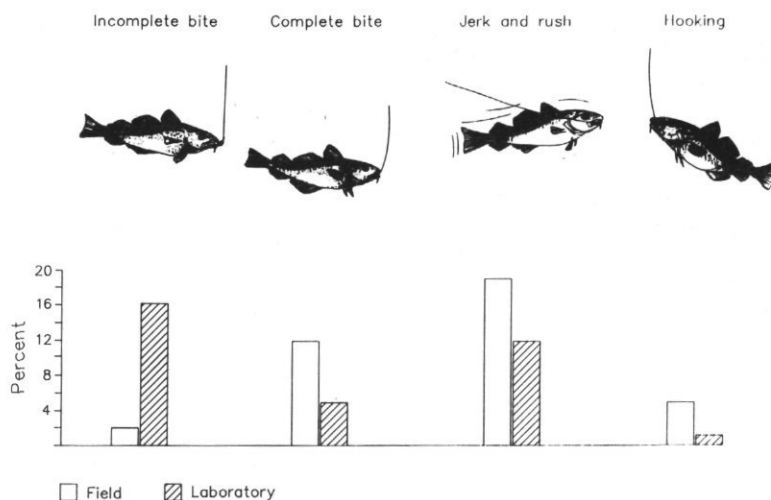 Incomplete bite Complete bite Jerk and rush Hooking
20
16
12
8
4
Percent
Field Laboratory